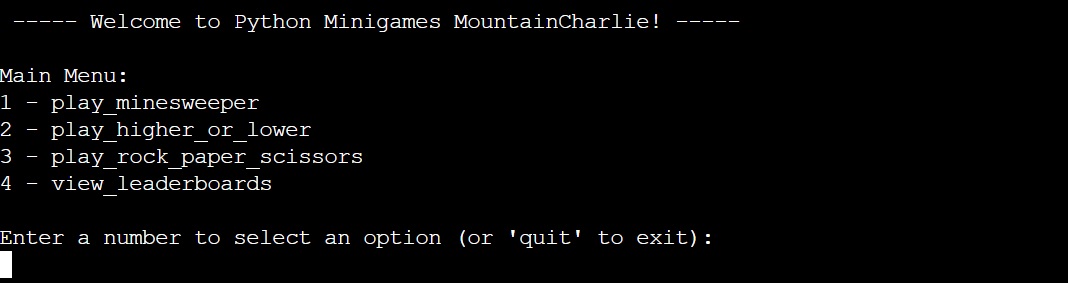 ----- Welcome to Python Minigames MountainCharlie! -----
Main Menu:
1 - play_minesweeper
2 - play_higher_or_lower
3 - play_rock_paper_scissors
4 - view_leaderboards
Enter a number to select an option (or 'quit' to exit):